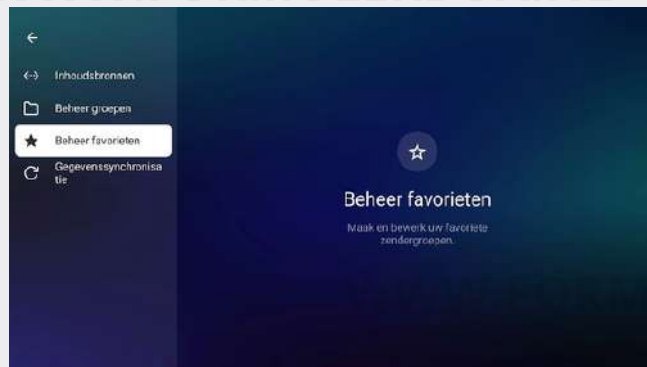 Inhoudsbronnen
Beheer groepen
Beheer favorieten
Gegevenssynchronisa
tie
Beheer favorieten
Maak en bewerk uw favoriete
zendergroepen.